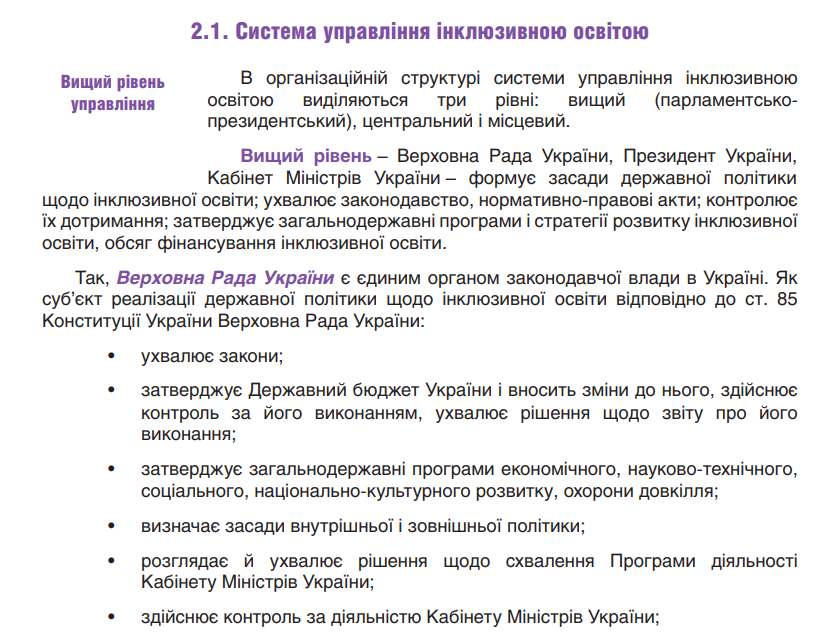 2.1. Система управління інклюзивною освітою
Вищий рівень
управління
В організаційній структурі системи управління інклюзивною
освітою виділяються три рівні: вищий (парламентсько-
президентський), центральний і місцевий.
Вищий рівень – Верховна Рада України, Президент України,
Кабінет Міністрів України – формує засади державної політики
щодо інклюзивної освіти; ухвалює законодавство, нормативно-правові акти; контролює
їх дотримання; затверджує загальнодержавні програми і стратегії розвитку інклюзивної
освіти, обсяг фінансування інклюзивної освіти.
Так, Верховна Рада України є єдиним органом законодавчої влади в Україні. Як
суб’єкт реалізації державної політики щодо інклюзивної освіти відповідно до ст. 85
Конституції України Верховна Рада України:
• ухвалює закони;
• затверджує Державний бюджет України і вносить зміни до нього, здійснює
контроль за його виконанням, ухвалює рішення щодо звіту про його
виконання;
• затверджує загальнодержавні програми економічного, науково-технічного,
соціального, національно-культурного розвитку, охорони довкілля;
• визначає засади внутрішньої і зовнішньої політики;
• розглядає й ухвалює рішення щодо схвалення Програми діяльності
Кабінету Міністрів України;
• здійснює контроль за діяльністю Кабінету Міністрів України;